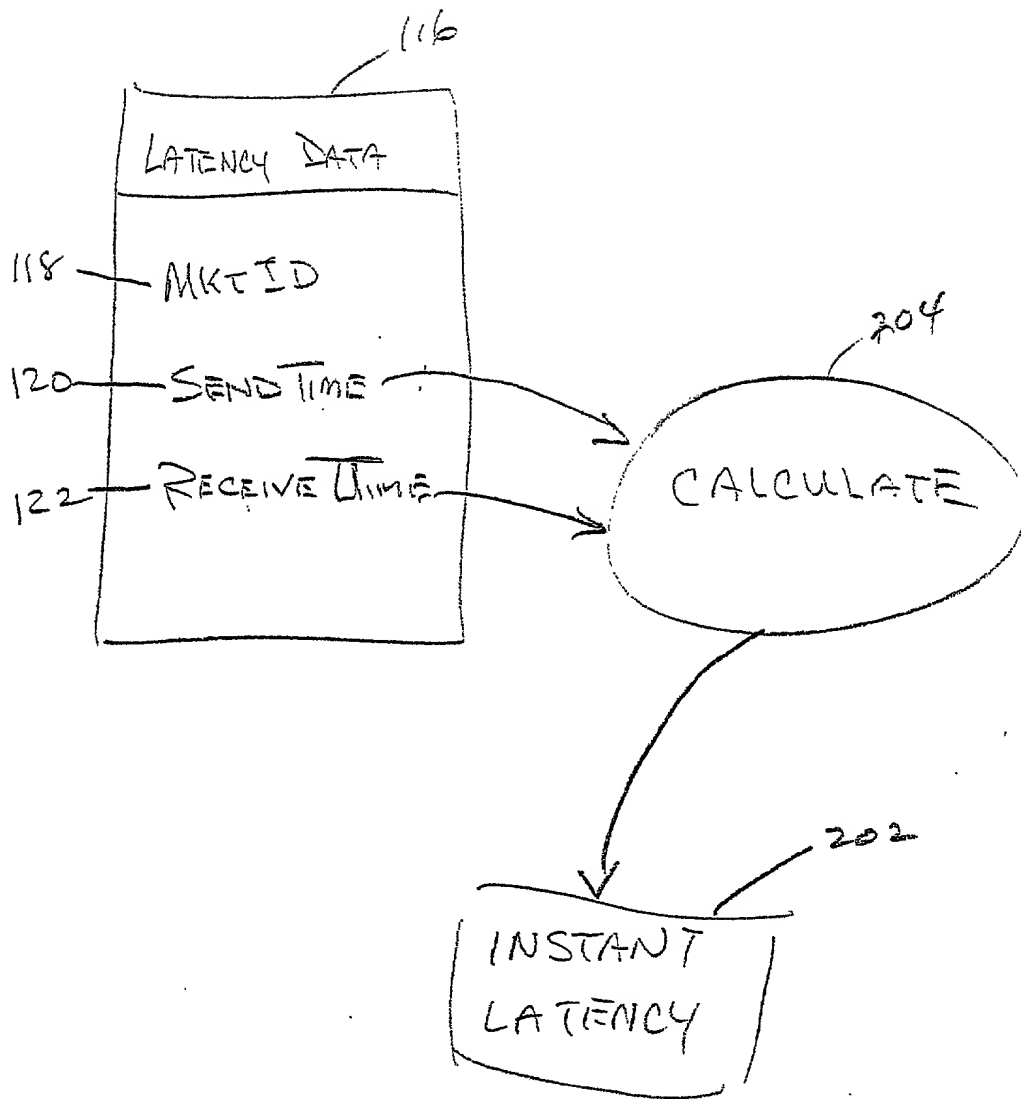 116
LATENCY DATA
118 MKT ID
120 SEND TIME
122 RECEIVE TIME
204
CALCULATE
202
INSTANT
LATENCY